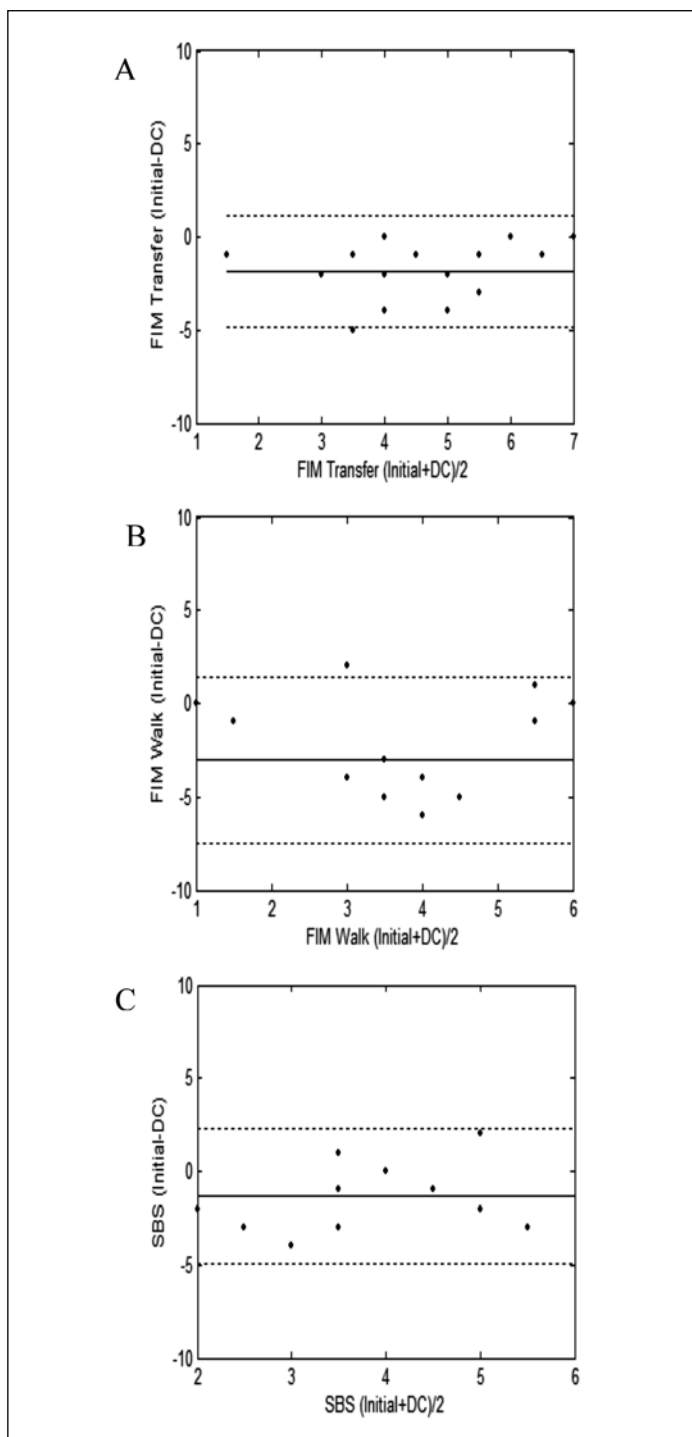 A
10
5
0
-5
-10
FIM Transfer (Initial-DC)
1 2 3 4 5 6 7
FIM Transfer (Initial+DC)/2
B
10
5
0
-5
-10
FIM Walk (Initial-DC)
1 2 3 4 5 6
FIM Walk (Initial+DC)/2
C
10
5
0
-5
-10
SBS (Initial-DC)
2 3 4 5 6
SBS (Initial+DC)/2